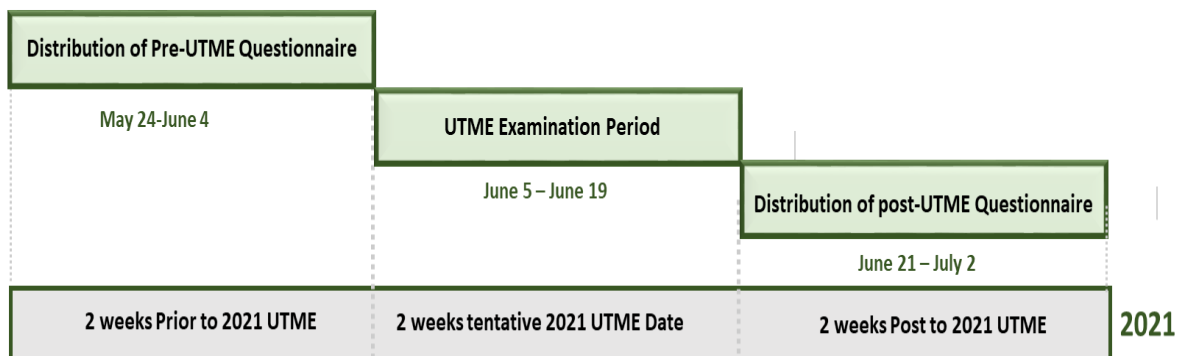 Distribution of Pre-UTME Questionnaire
May 24-June 4
UTME Examination Period
June 5 – June 19
Distribution of post-UTME Questionnaire
June 21 – July 2
2 weeks Prior to 2021 UTME
2 weeks tentative 2021 UTME Date
2 weeks Post to 2021 UTME
2021